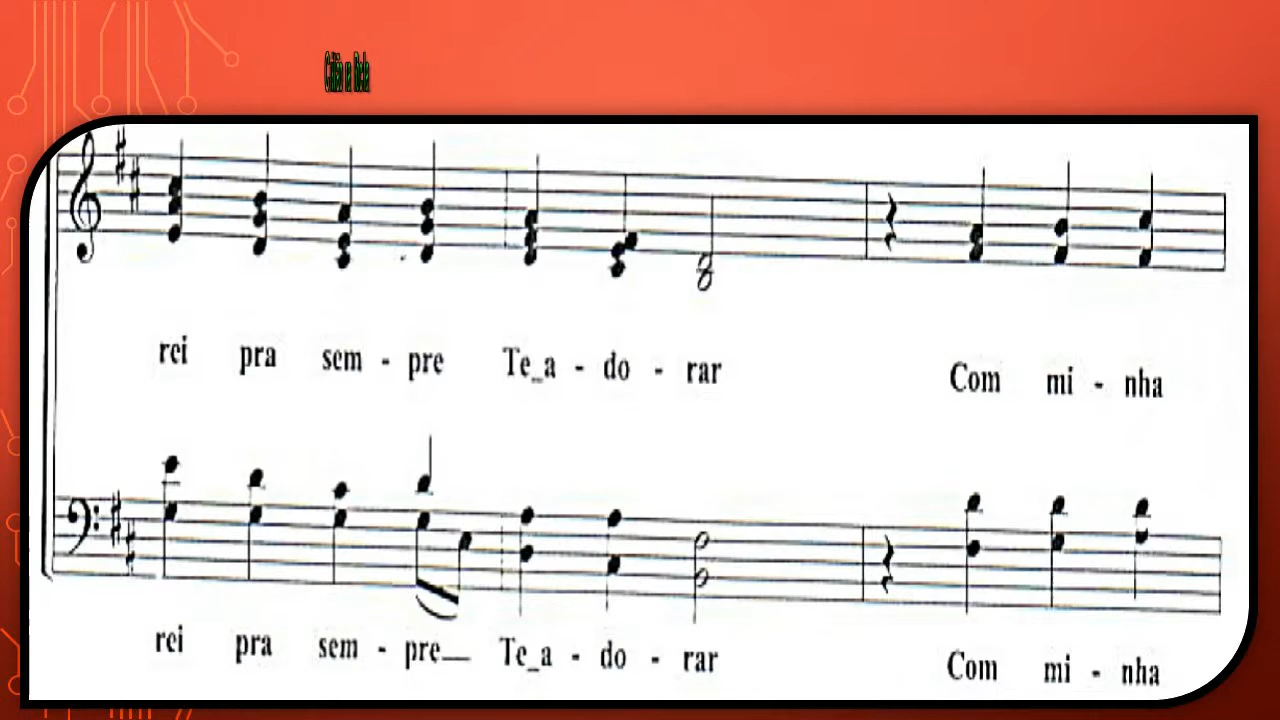 rei pra sem - pre Te_a - do - rar Com mi - nha
rei pra sem - pre__ Te_a - do - rar Com mi - nha